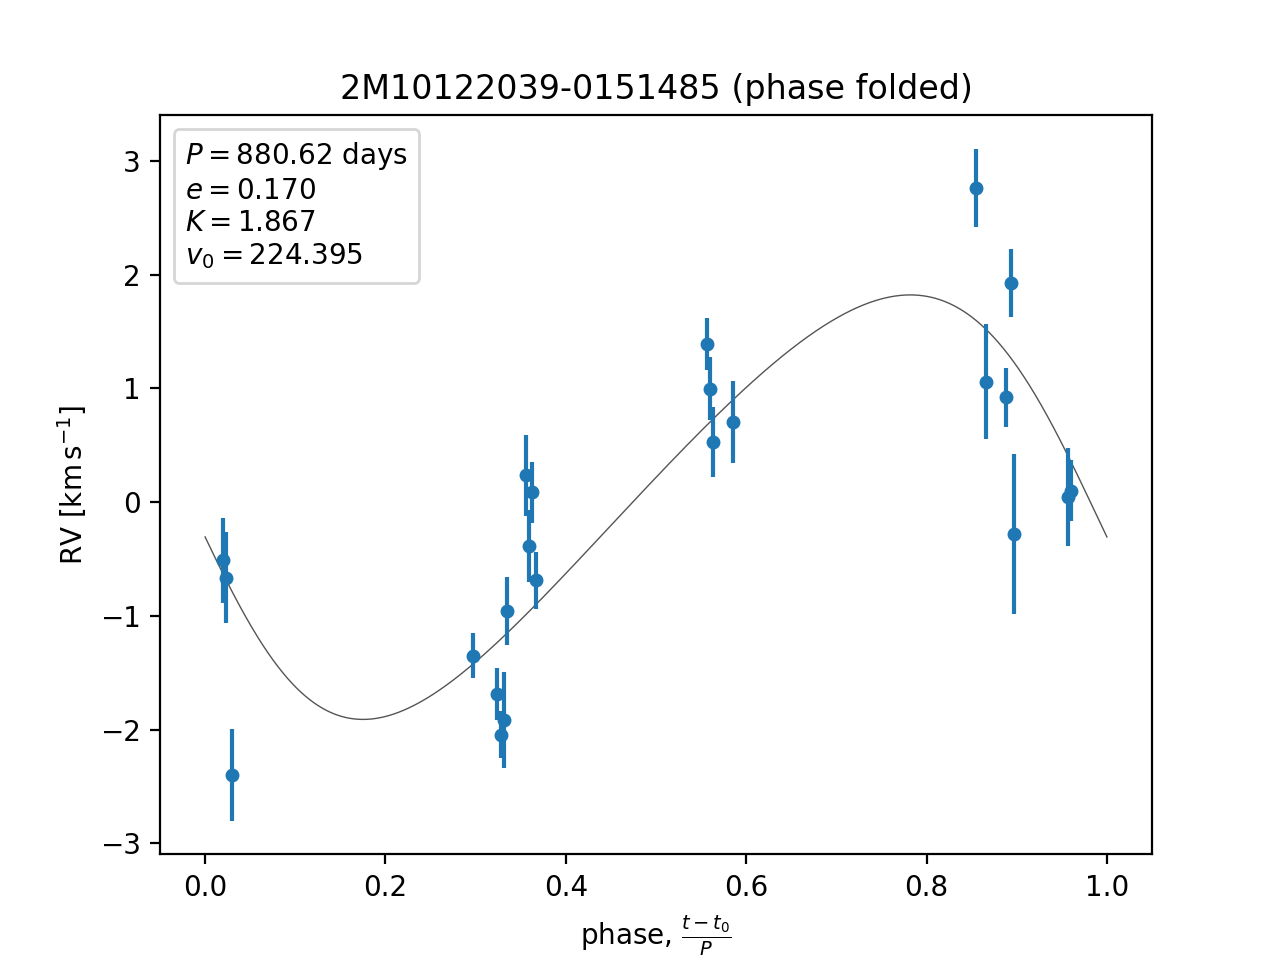 2M10122039-0151485 (phase folded)
P = 880.62 days
e = 0.170
K = 1.867
v₀ = 224.395
3
2
1
0
−1
−2
−3
RV [km s⁻¹]
0.0 0.2 0.4 0.6 0.8 1.0
phase, (t − t₀)/P